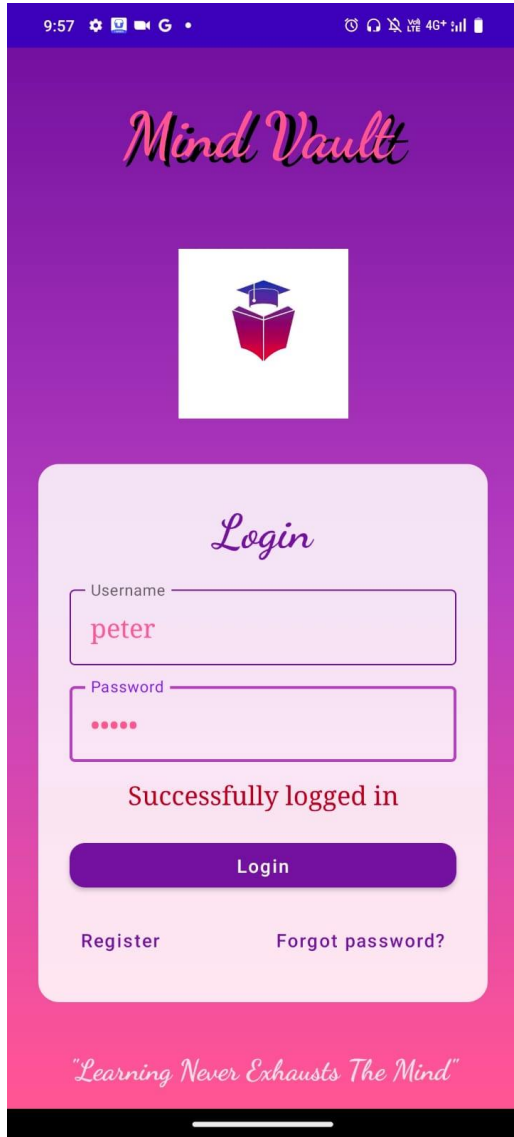 9:57 G 4G+
Mind Vault
Login
Username
peter
Password
•••••
Successfully logged in
Login
Register Forgot password?
"Learning Never Exhausts The Mind"